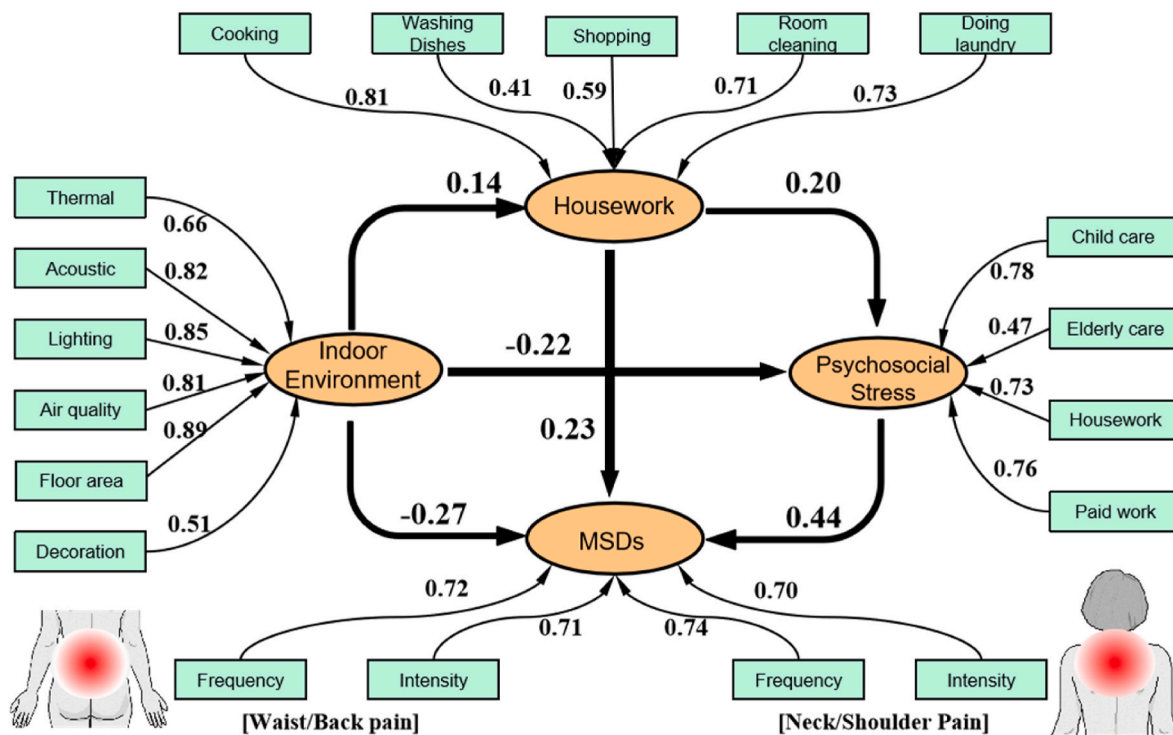 Cooking
Washing
Dishes
Shopping
Room
cleaning
Doing
laundry
0.81
0.41
0.59
0.71
0.73
Thermal
0.14
Housework
0.20
0.66
Child care
Acoustic
0.82
0.78
Lighting
0.85
Indoor
Environment
-0.22
Psychosocial
Stress
0.47
Elderly care
Air quality
0.81
0.73
Housework
0.89
0.23
Floor area
0.76
0.51
-0.27
0.44
Paid work
Decoration
MSDs
0.72
0.71
0.74
0.70
Frequency
Intensity
Frequency
Intensity
[Waist/Back pain]
[Neck/Shoulder Pain]